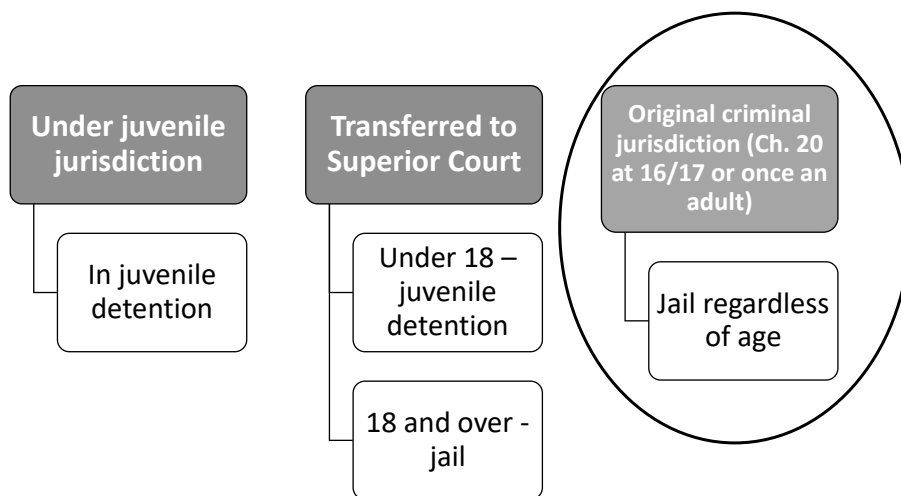 Under juvenile
jurisdiction
In juvenile
detention
Transferred to
Superior Court
Under 18 –
juvenile
detention
18 and over -
jail
Original criminal
jurisdiction (Ch. 20
at 16/17 or once an
adult)
Jail regardless
of age